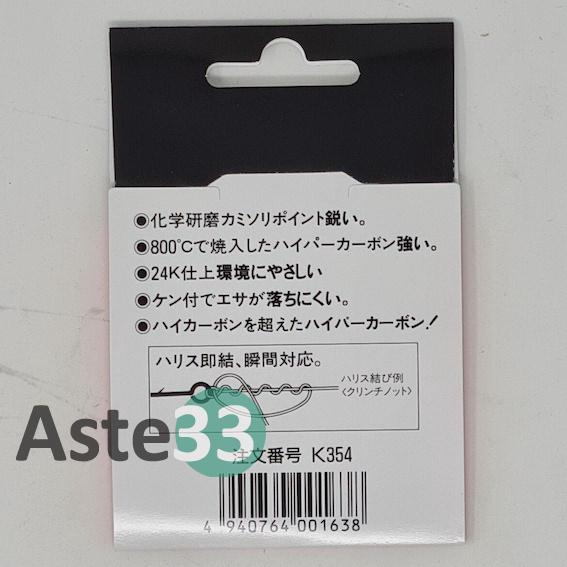 ◉化学研磨カミソリポイント鋭い。
◉800℃で焼入したハイパーカーボン強い。
◉24K仕上環境にやさしい
◉ケン付でエサが落ちにくい。
◉ハイカーボンを超えたハイパーカーボン！
ハリス即結、瞬間対応。
ハリス結び例
〈クリンチノット〉
Aste33
注文番号 K354
4 940764 001638